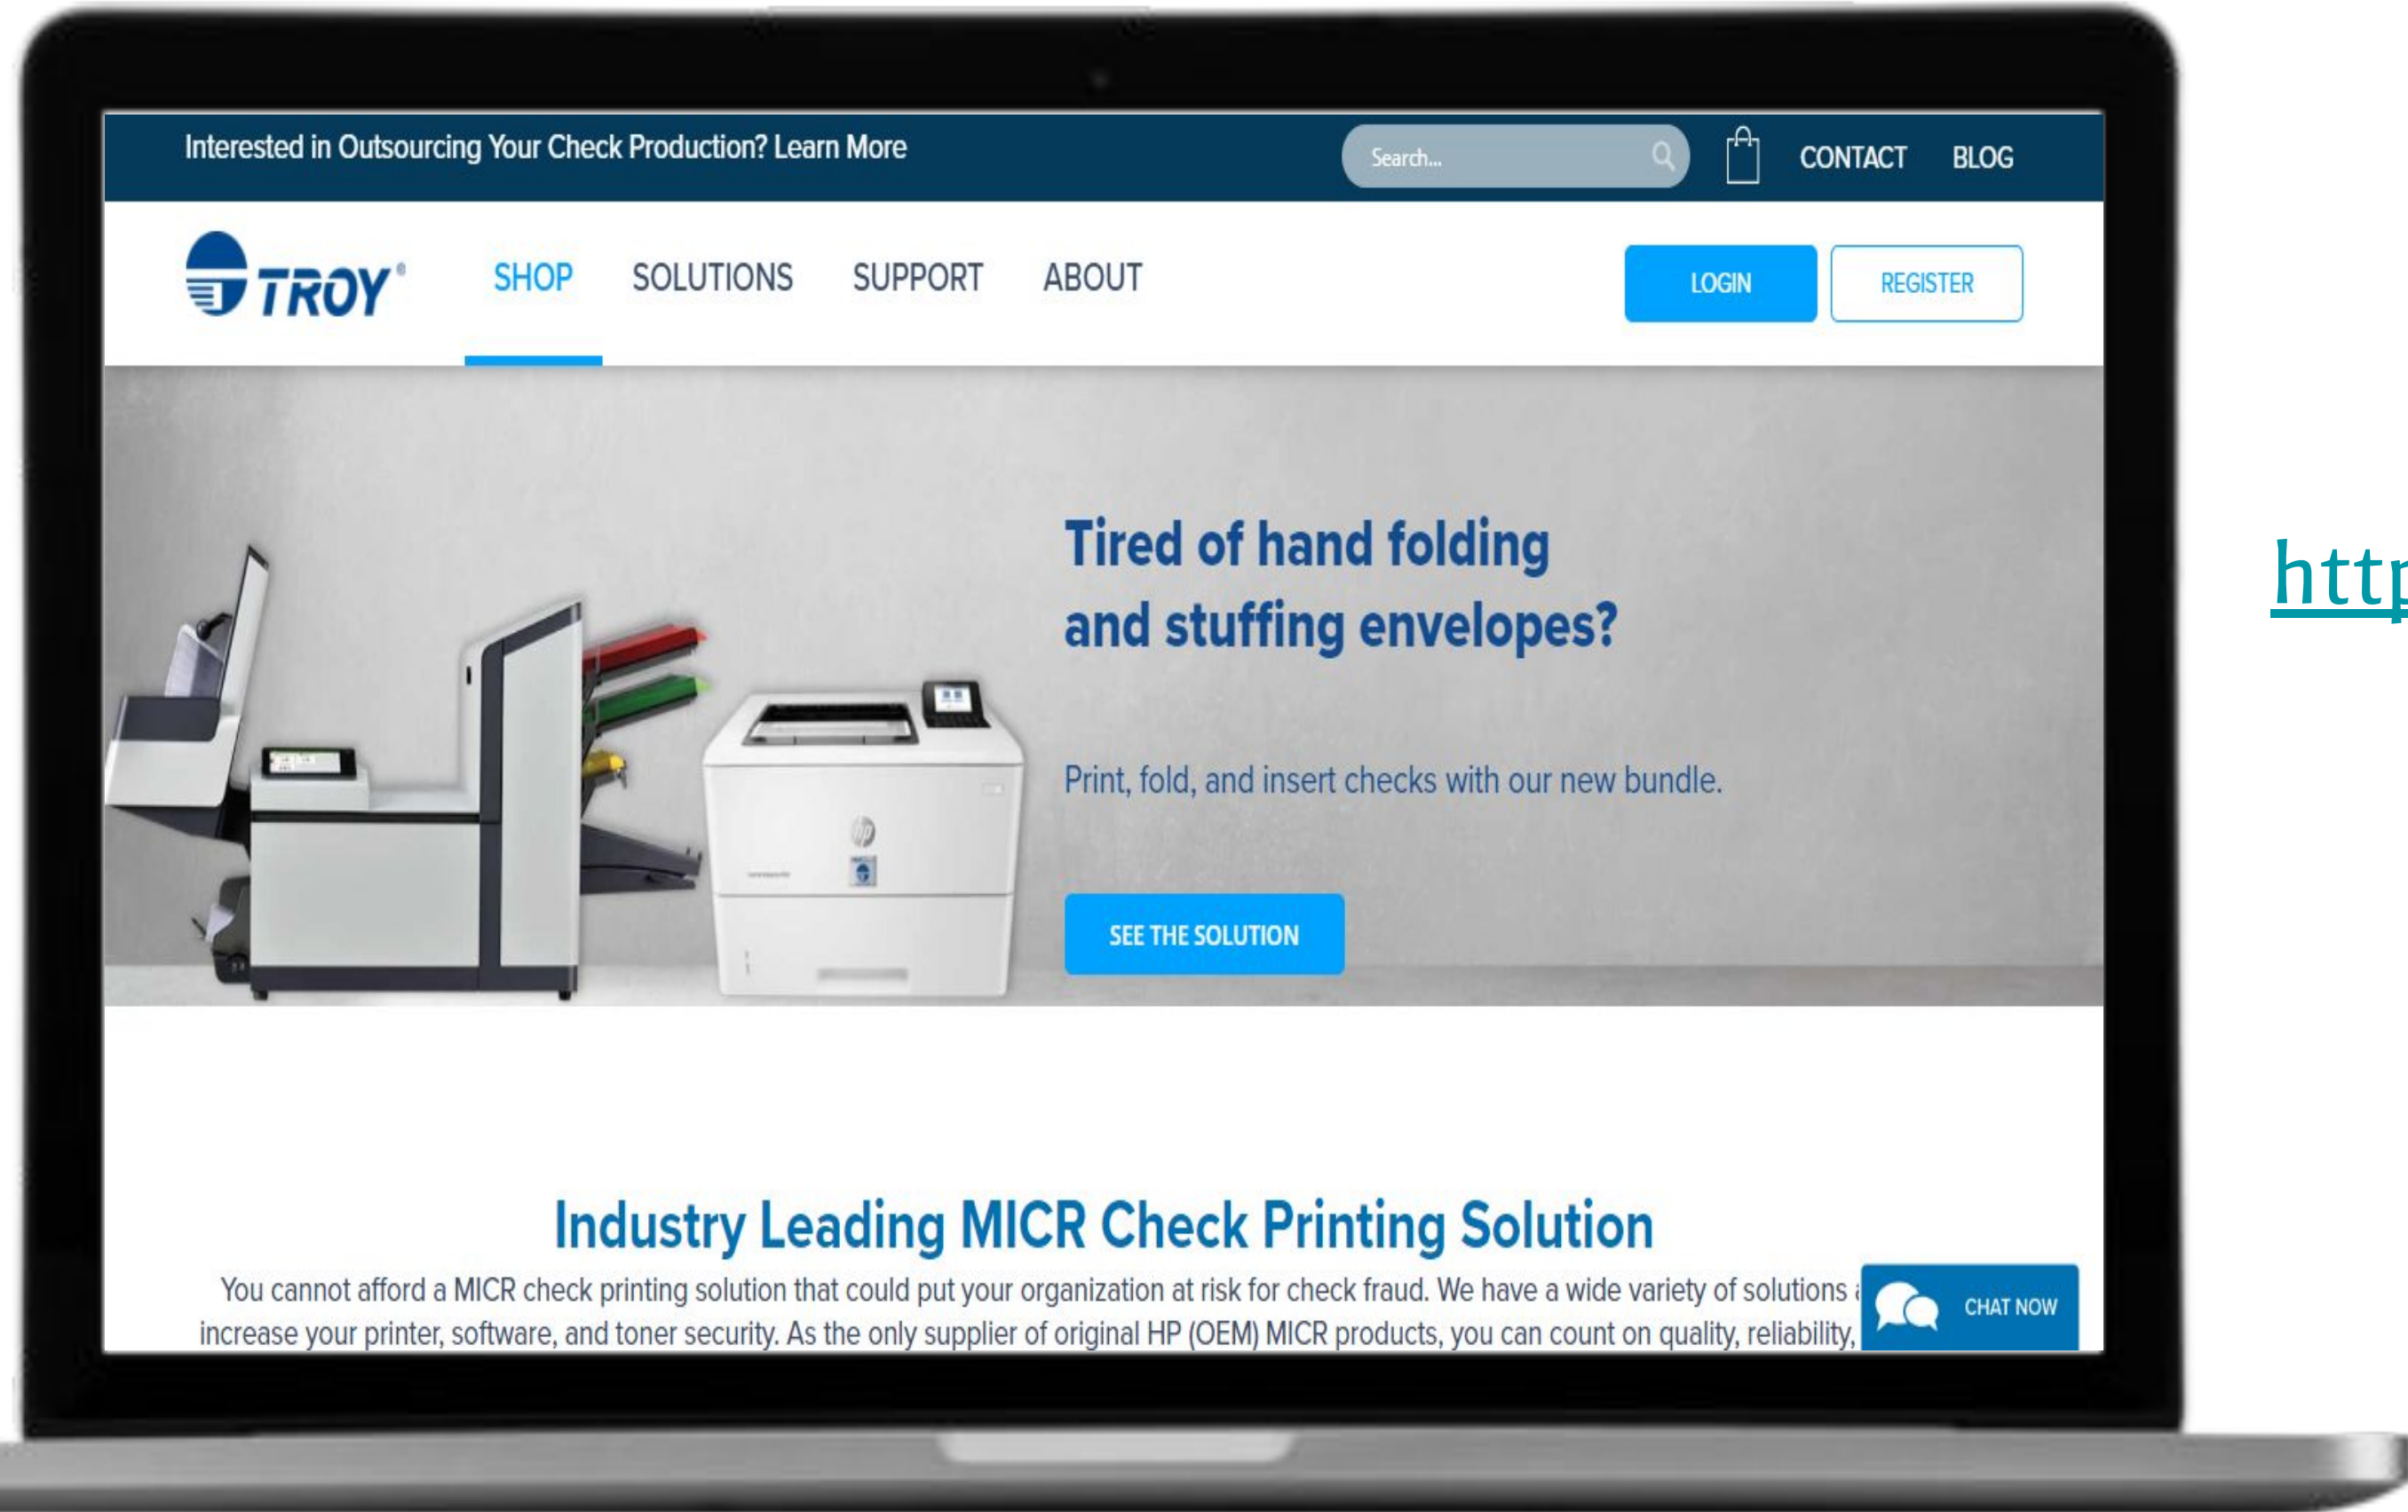 Interested in Outsourcing Your Check Production? Learn More
Search...
CONTACT BLOG
TROY®
SHOP SOLUTIONS SUPPORT ABOUT
LOGIN
REGISTER
Tired of hand folding
and stuffing envelopes?
Print, fold, and insert checks with our new bundle.
hp
SEE THE SOLUTION
Industry Leading MICR Check Printing Solution
You cannot afford a MICR check printing solution that could put your organization at risk for check fraud. We have a wide variety of solutions
increase your printer, software, and toner security. As the only supplier of original HP (OEM) MICR products, you can count on quality, reliability,
CHAT NOW